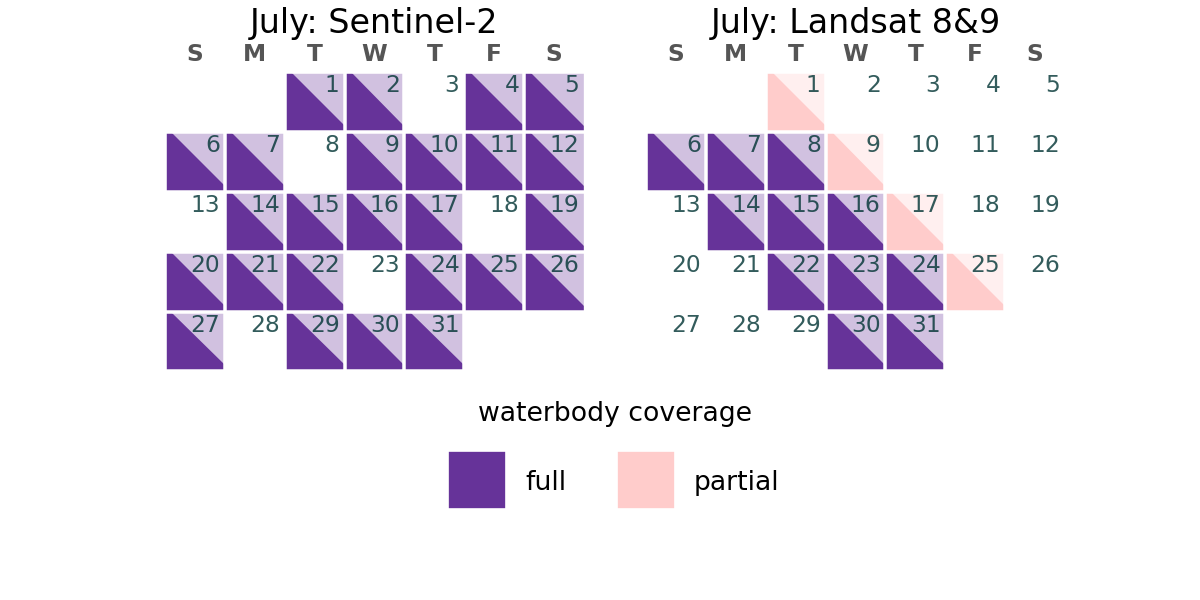 July: Sentinel-2
S M T W T F S
1 2 3 4 5
6 7 8 9 10 11 12
13 14 15 16 17 18 19
20 21 22 23 24 25 26
27 28 29 30 31
July: Landsat 8&9
S M T W T F S
1 2 3 4 5
6 7 8 9 10 11 12
13 14 15 16 17 18 19
20 21 22 23 24 25 26
27 28 29 30 31
waterbody coverage
full partial